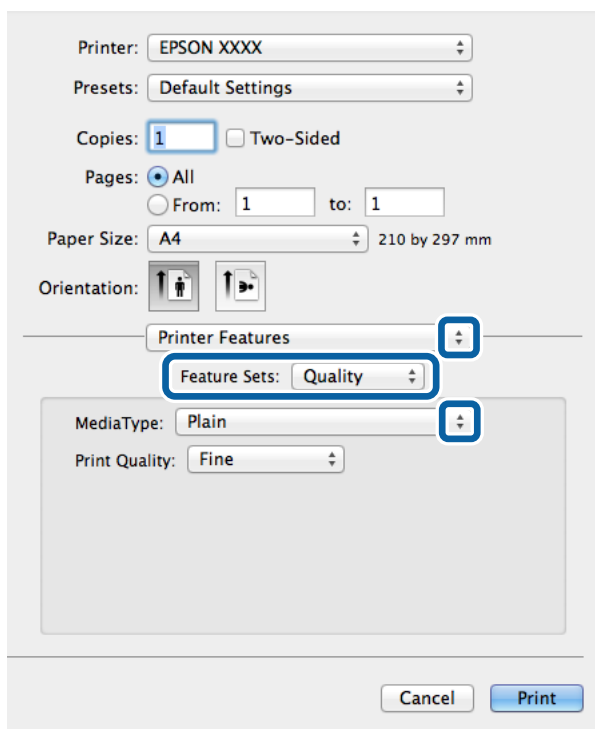 Printer: EPSON XXXX
Presets: Default Settings
Copies: 1 Two-Sided
Pages: All
From: 1 to: 1
Paper Size: A4 210 by 297 mm
Orientation:
Printer Features
Feature Sets: Quality
MediaType: Plain
Print Quality: Fine
Cancel Print